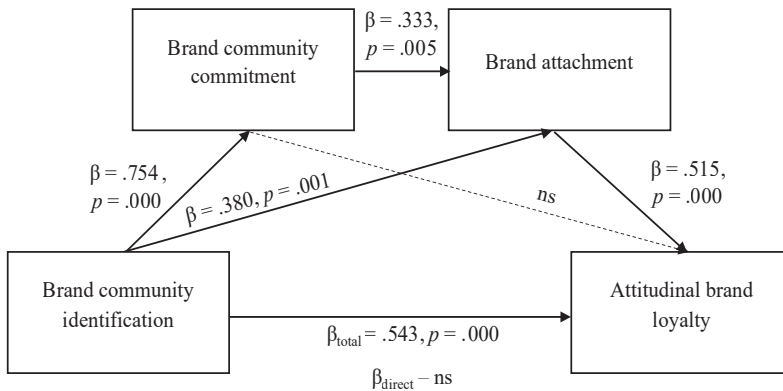 Brand community
commitment
β = .333,
p = .005
Brand attachment
β = .754,
p = .000
β = .380, p = .001
ns
β = .515,
p = .000
Brand community
identification
Attitudinal brand
loyalty
βtotal = .543, p = .000
βdirect – ns